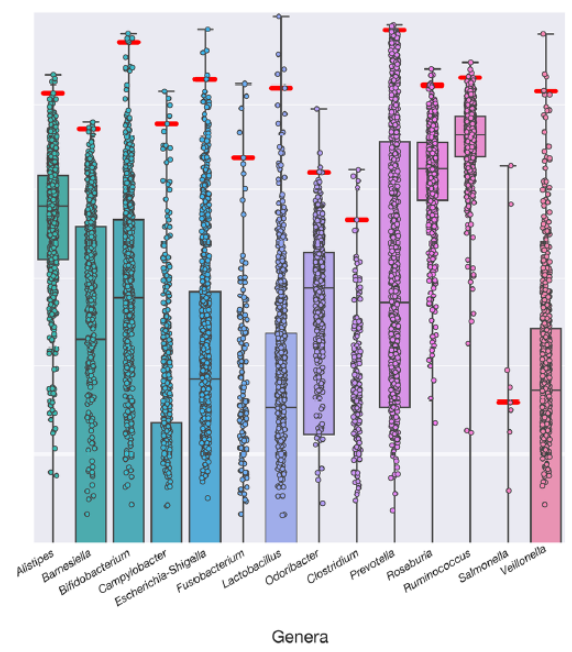 Alistipes
Barnesiella
Bifidobacterium
Campylobacter
Escherichia-Shigella
Fusobacterium
Lactobacillus
Odoribacter
Clostridium
Prevotella
Roseburia
Ruminococcus
Salmonella
Veillonella
Genera